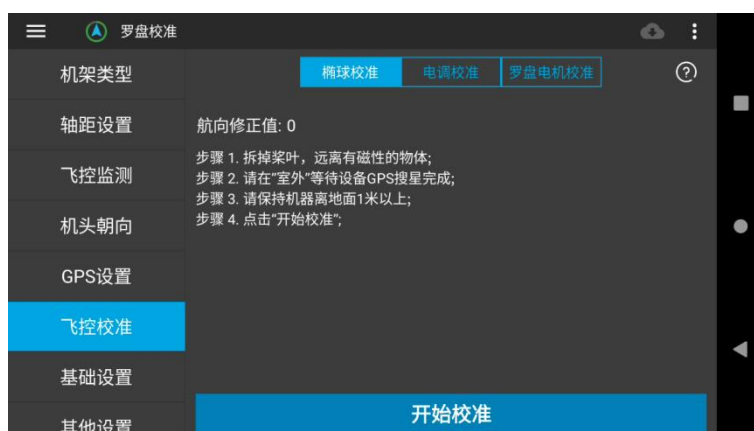 罗盘校准
机架类型
轴距设置
飞控监测
机头朝向
GPS设置
飞控校准
基础设置
其他设置
椭球校准 电调校准 罗盘电机校准 ?
航向修正值: 0
步骤 1. 拆掉桨叶，远离有磁性的物体;
步骤 2. 请在"室外"等待设备GPS搜星完成;
步骤 3. 请保持机器离地面1米以上;
步骤 4. 点击"开始校准";
开始校准